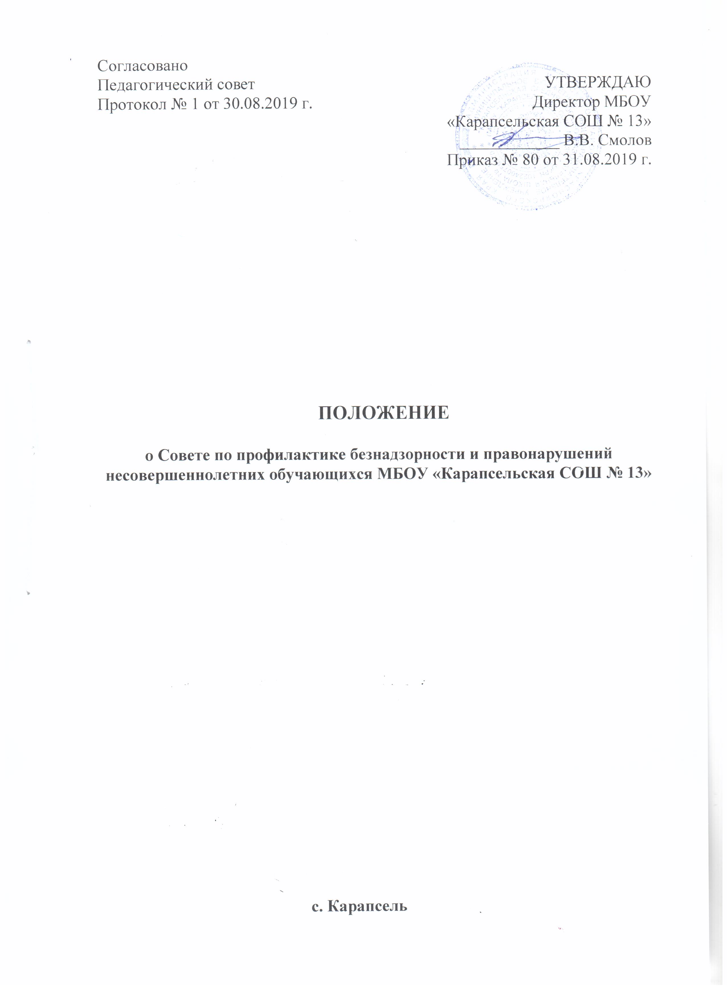 Согласовано
Педагогический совет
Протокол № 1 от 30.08.2019 г.
УТВЕРЖДАЮ
Директор МБОУ
«Карапсельская СОШ № 13»
В.В. Смолов
Приказ № 80 от 31.08.2019 г.
ПОЛОЖЕНИЕ
о Совете по профилактике безнадзорности и правонарушений
несовершеннолетних обучающихся МБОУ «Карапсельская СОШ № 13»
с. Карапсель